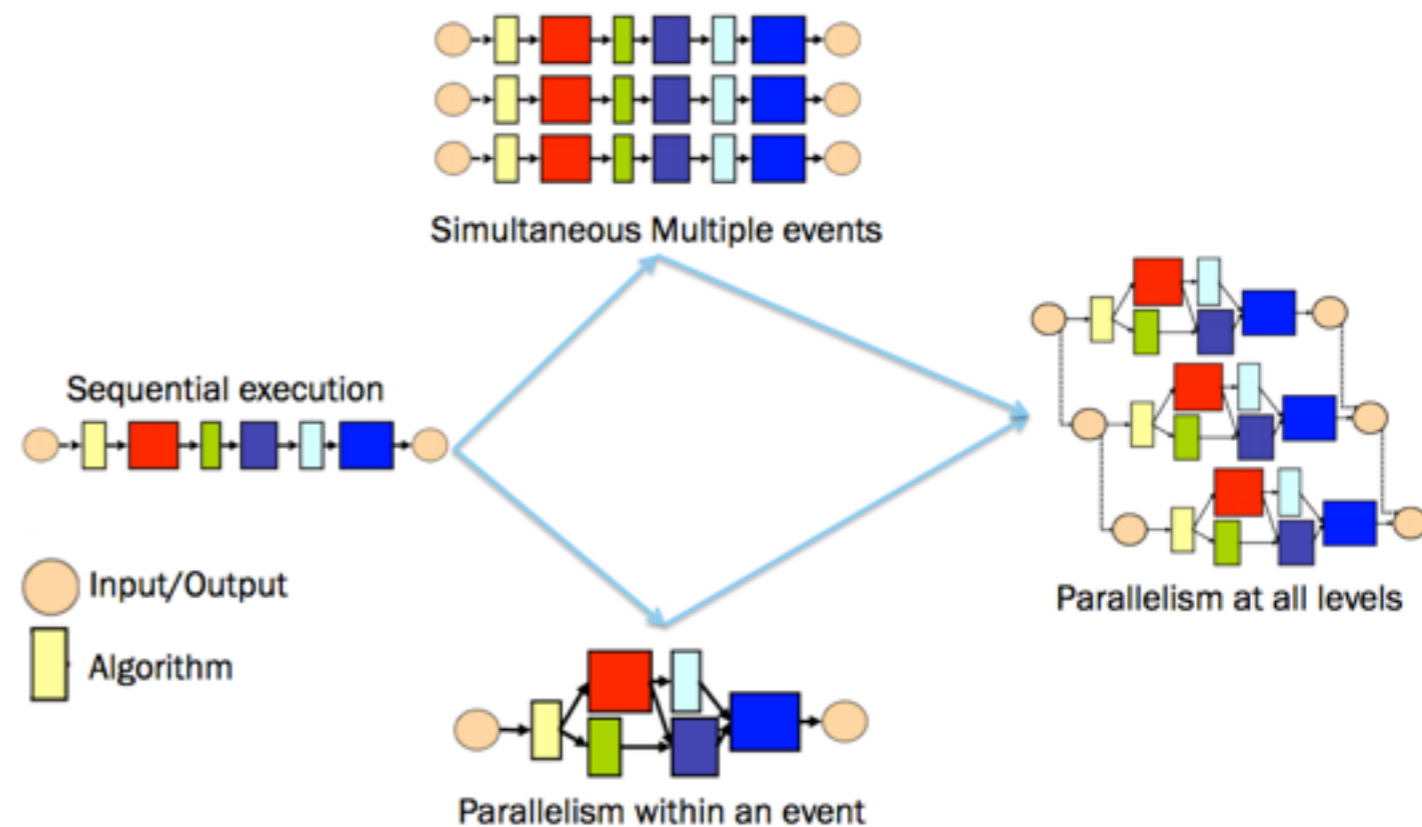 Simultaneous Multiple events
Sequential execution
Input/Output
Algorithm
Parallelism at all levels
Parallelism within an event